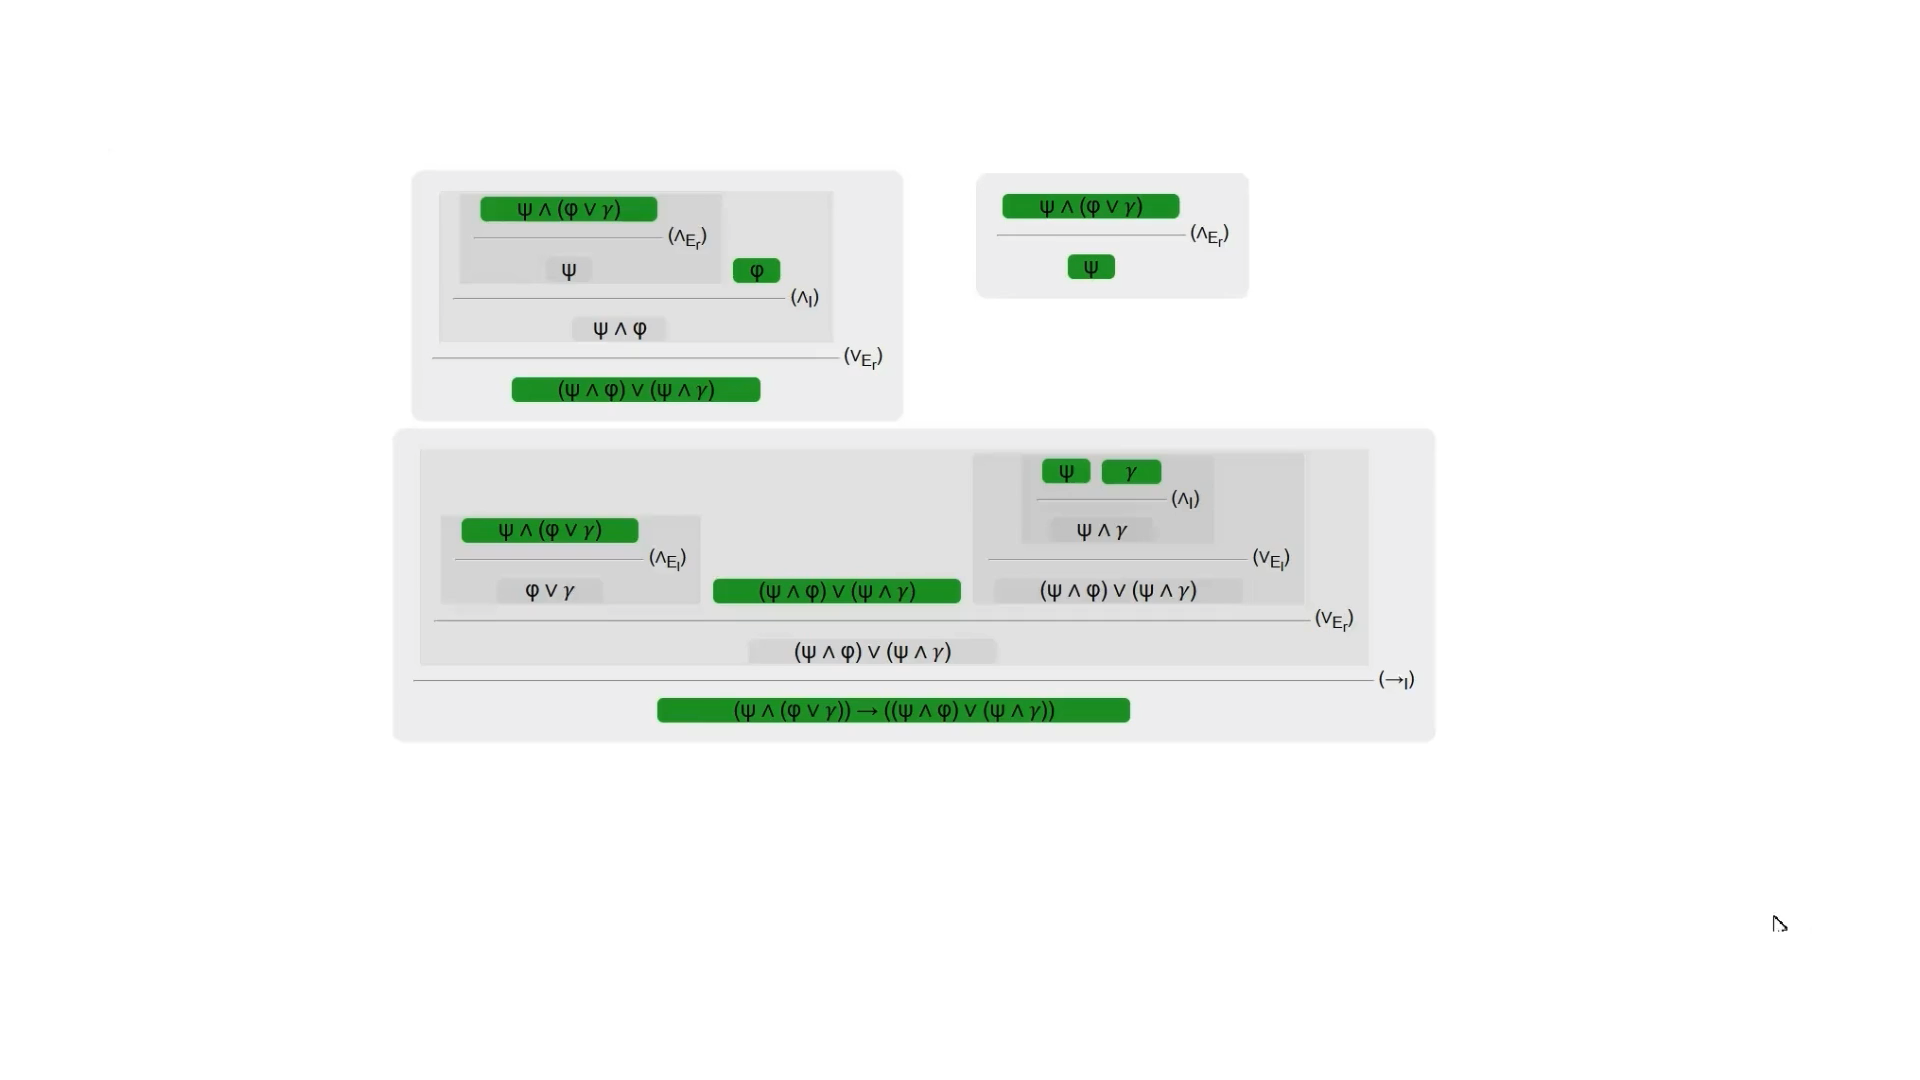 ψ ∧ (φ ∨ γ)
(∧Er)
ψ φ
(∧I)
ψ ∧ φ
(∨Er)
(ψ ∧ φ) ∨ (ψ ∧ γ)
ψ ∧ (φ ∨ γ)
(∧Er)
ψ
ψ γ
(∧I)
ψ ∧ (φ ∨ γ) ψ ∧ γ
(∧El) (∨El)
φ ∨ γ (ψ ∧ φ) ∨ (ψ ∧ γ) (ψ ∧ φ) ∨ (ψ ∧ γ)
(∨Er)
(ψ ∧ φ) ∨ (ψ ∧ γ)
(→I)
(ψ ∧ (φ ∨ γ)) → ((ψ ∧ φ) ∨ (ψ ∧ γ))